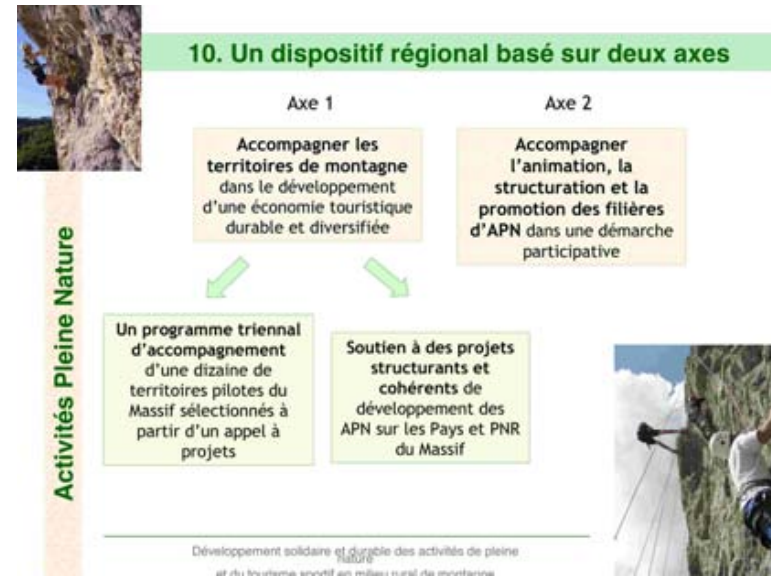 10. Un dispositif régional basé sur deux axes
Activités Pleine Nature
Axe 1
Accompagner les
territoires de montagne
dans le développement
d'une économie touristique
durable et diversifiée
Axe 2
Accompagner
l'animation, la
structuration et la
promotion des filières
d'APN dans une démarche
participative
Un programme triennal
d'accompagnement
d'une dizaine de
territoires pilotes du
Massif sélectionnés à
partir d'un appel à
projets
Soutien à des projets
structurants et
cohérents de
développement des
APN sur les Pays et PNR
du Massif
Développement solidaire et durable des activités de pleine
nature
et du tourisme sportif en milieu rural de montagne